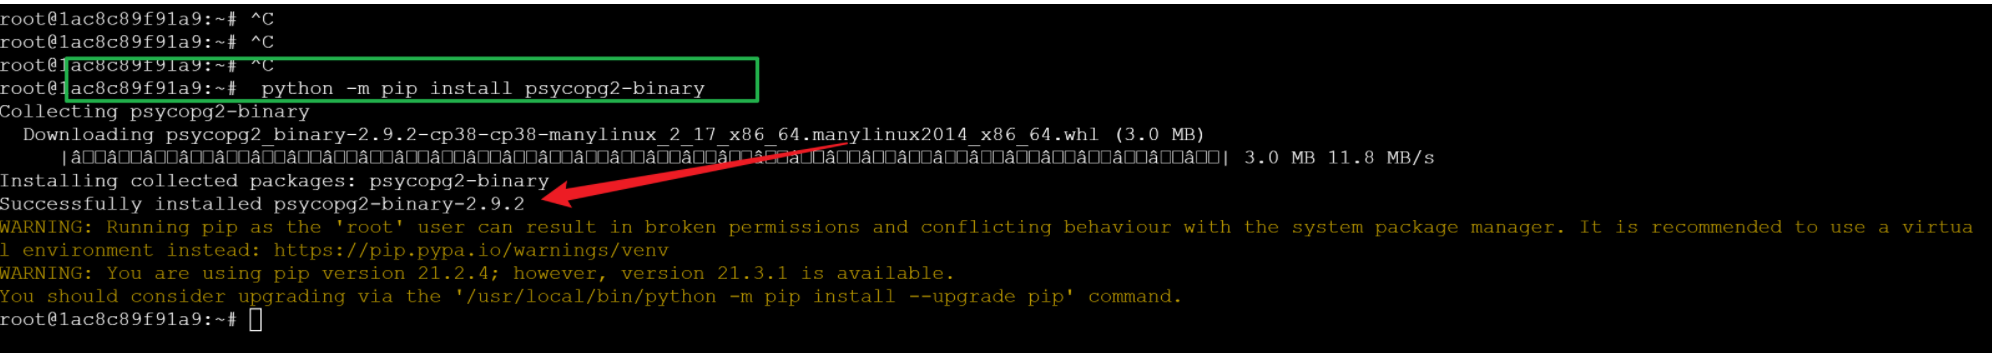 root@1ac8c89f91a9:~# ^C
root@1ac8c89f91a9:~# ^C
root@1ac8c89f91a9:~# ^C
root@1ac8c89f91a9:~#  python -m pip install psycopg2-binary
Collecting psycopg2-binary
  Downloading psycopg2_binary-2.9.2-cp38-cp38-manylinux_2_17_x86_64.manylinux2014_x86_64.whl (3.0 MB)
| 3.0 MB 11.8 MB/s
Installing collected packages: psycopg2-binary
Successfully installed psycopg2-binary-2.9.2
WARNING: Running pip as the 'root' user can result in broken permissions and conflicting behaviour with the system package manager. It is recommended to use a virtua
l environment instead: https://pip.pypa.io/warnings/venv
WARNING: You are using pip version 21.2.4; however, version 21.3.1 is available.
You should consider upgrading via the '/usr/local/bin/python -m pip install --upgrade pip' command.
root@1ac8c89f91a9:~#